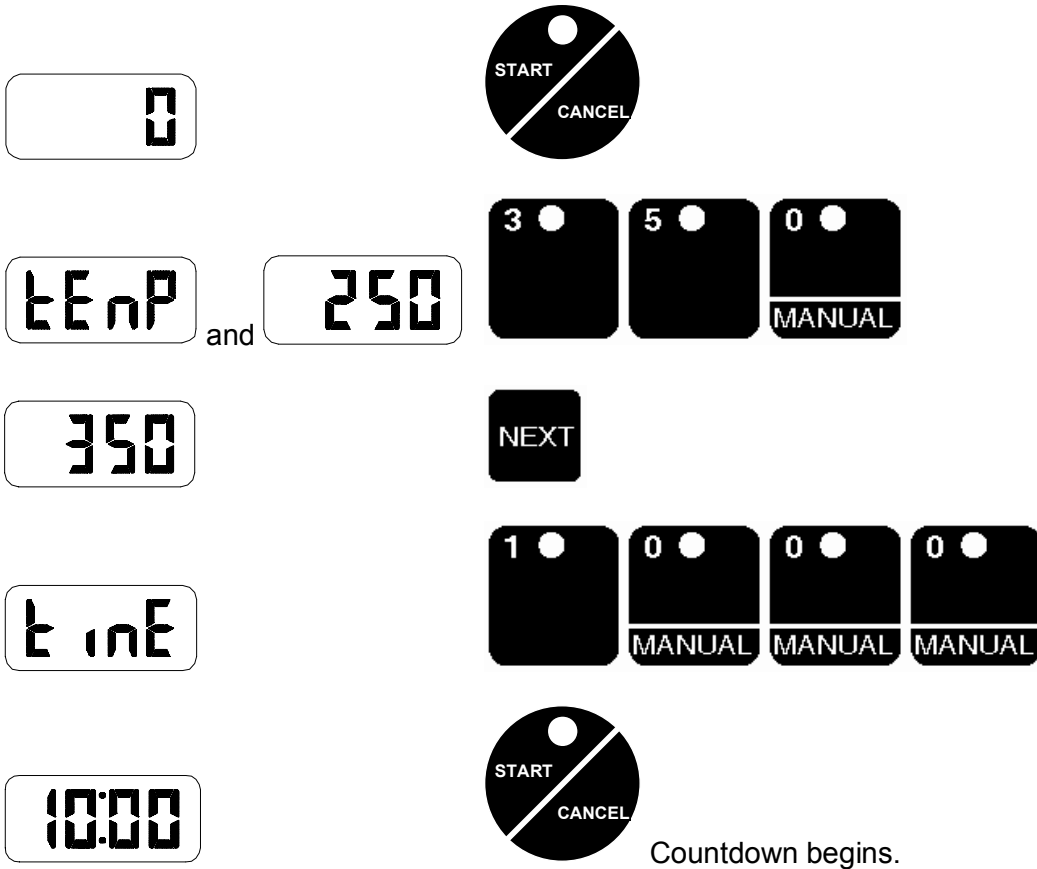 0
START
CANCEL
tEnP and 250
3 5 0
MANUAL
350
NEXT
tinE
1 0 0 0
MANUAL MANUAL MANUAL
10:00
START
CANCEL
Countdown begins.